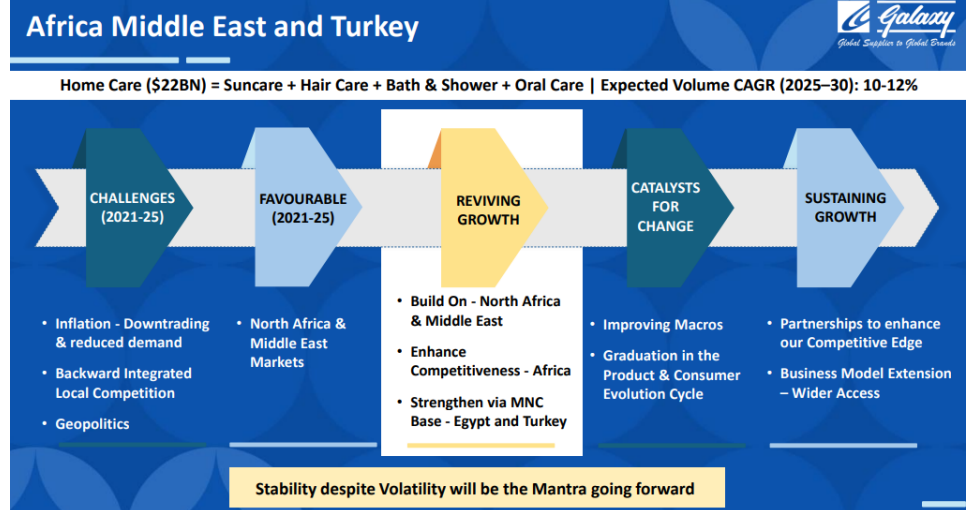 Africa Middle East and Turkey
Galaxy
Global Supplier to Global Brands
Home Care ($22BN) = Suncare + Hair Care + Bath & Shower + Oral Care | Expected Volume CAGR (2025–30): 10-12%
CHALLENGES
(2021-25)
FAVOURABLE
(2021-25)
REVIVING
GROWTH
CATALYSTS
FOR
CHANGE
SUSTAINING
GROWTH
• Inflation - Downtrading
& reduced demand
• Backward Integrated
Local Competition
• Geopolitics
• North Africa &
Middle East
Markets
• Build On - North Africa
& Middle East
• Enhance
Competitiveness - Africa
• Strengthen via MNC
Base - Egypt and Turkey
• Improving Macros
• Graduation in the
Product & Consumer
Evolution Cycle
• Partnerships to enhance
our Competitive Edge
• Business Model Extension
– Wider Access
Stability despite Volatility will be the Mantra going forward